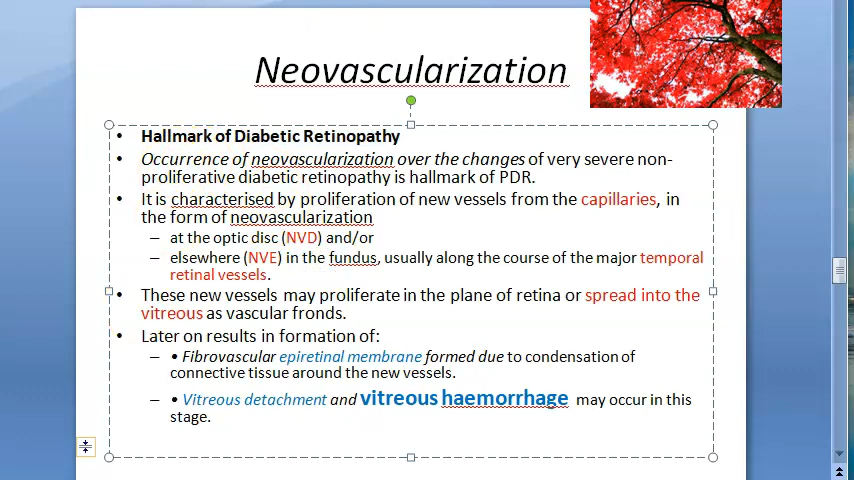 Neovascularization
• Hallmark of Diabetic Retinopathy
• Occurrence of neovascularization over the changes of very severe non-
proliferative diabetic retinopathy is hallmark of PDR.
• It is characterised by proliferation of new vessels from the capillaries, in
the form of neovascularization
– at the optic disc (NVD) and/or
– elsewhere (NVE) in the fundus, usually along the course of the major temporal
retinal vessels.
• These new vessels may proliferate in the plane of retina or spread into the
vitreous as vascular fronds.
• Later on results in formation of:
– • Fibrovascular epiretinal membrane formed due to condensation of
connective tissue around the new vessels.
– • Vitreous detachment and vitreous haemorrhage may occur in this
stage.